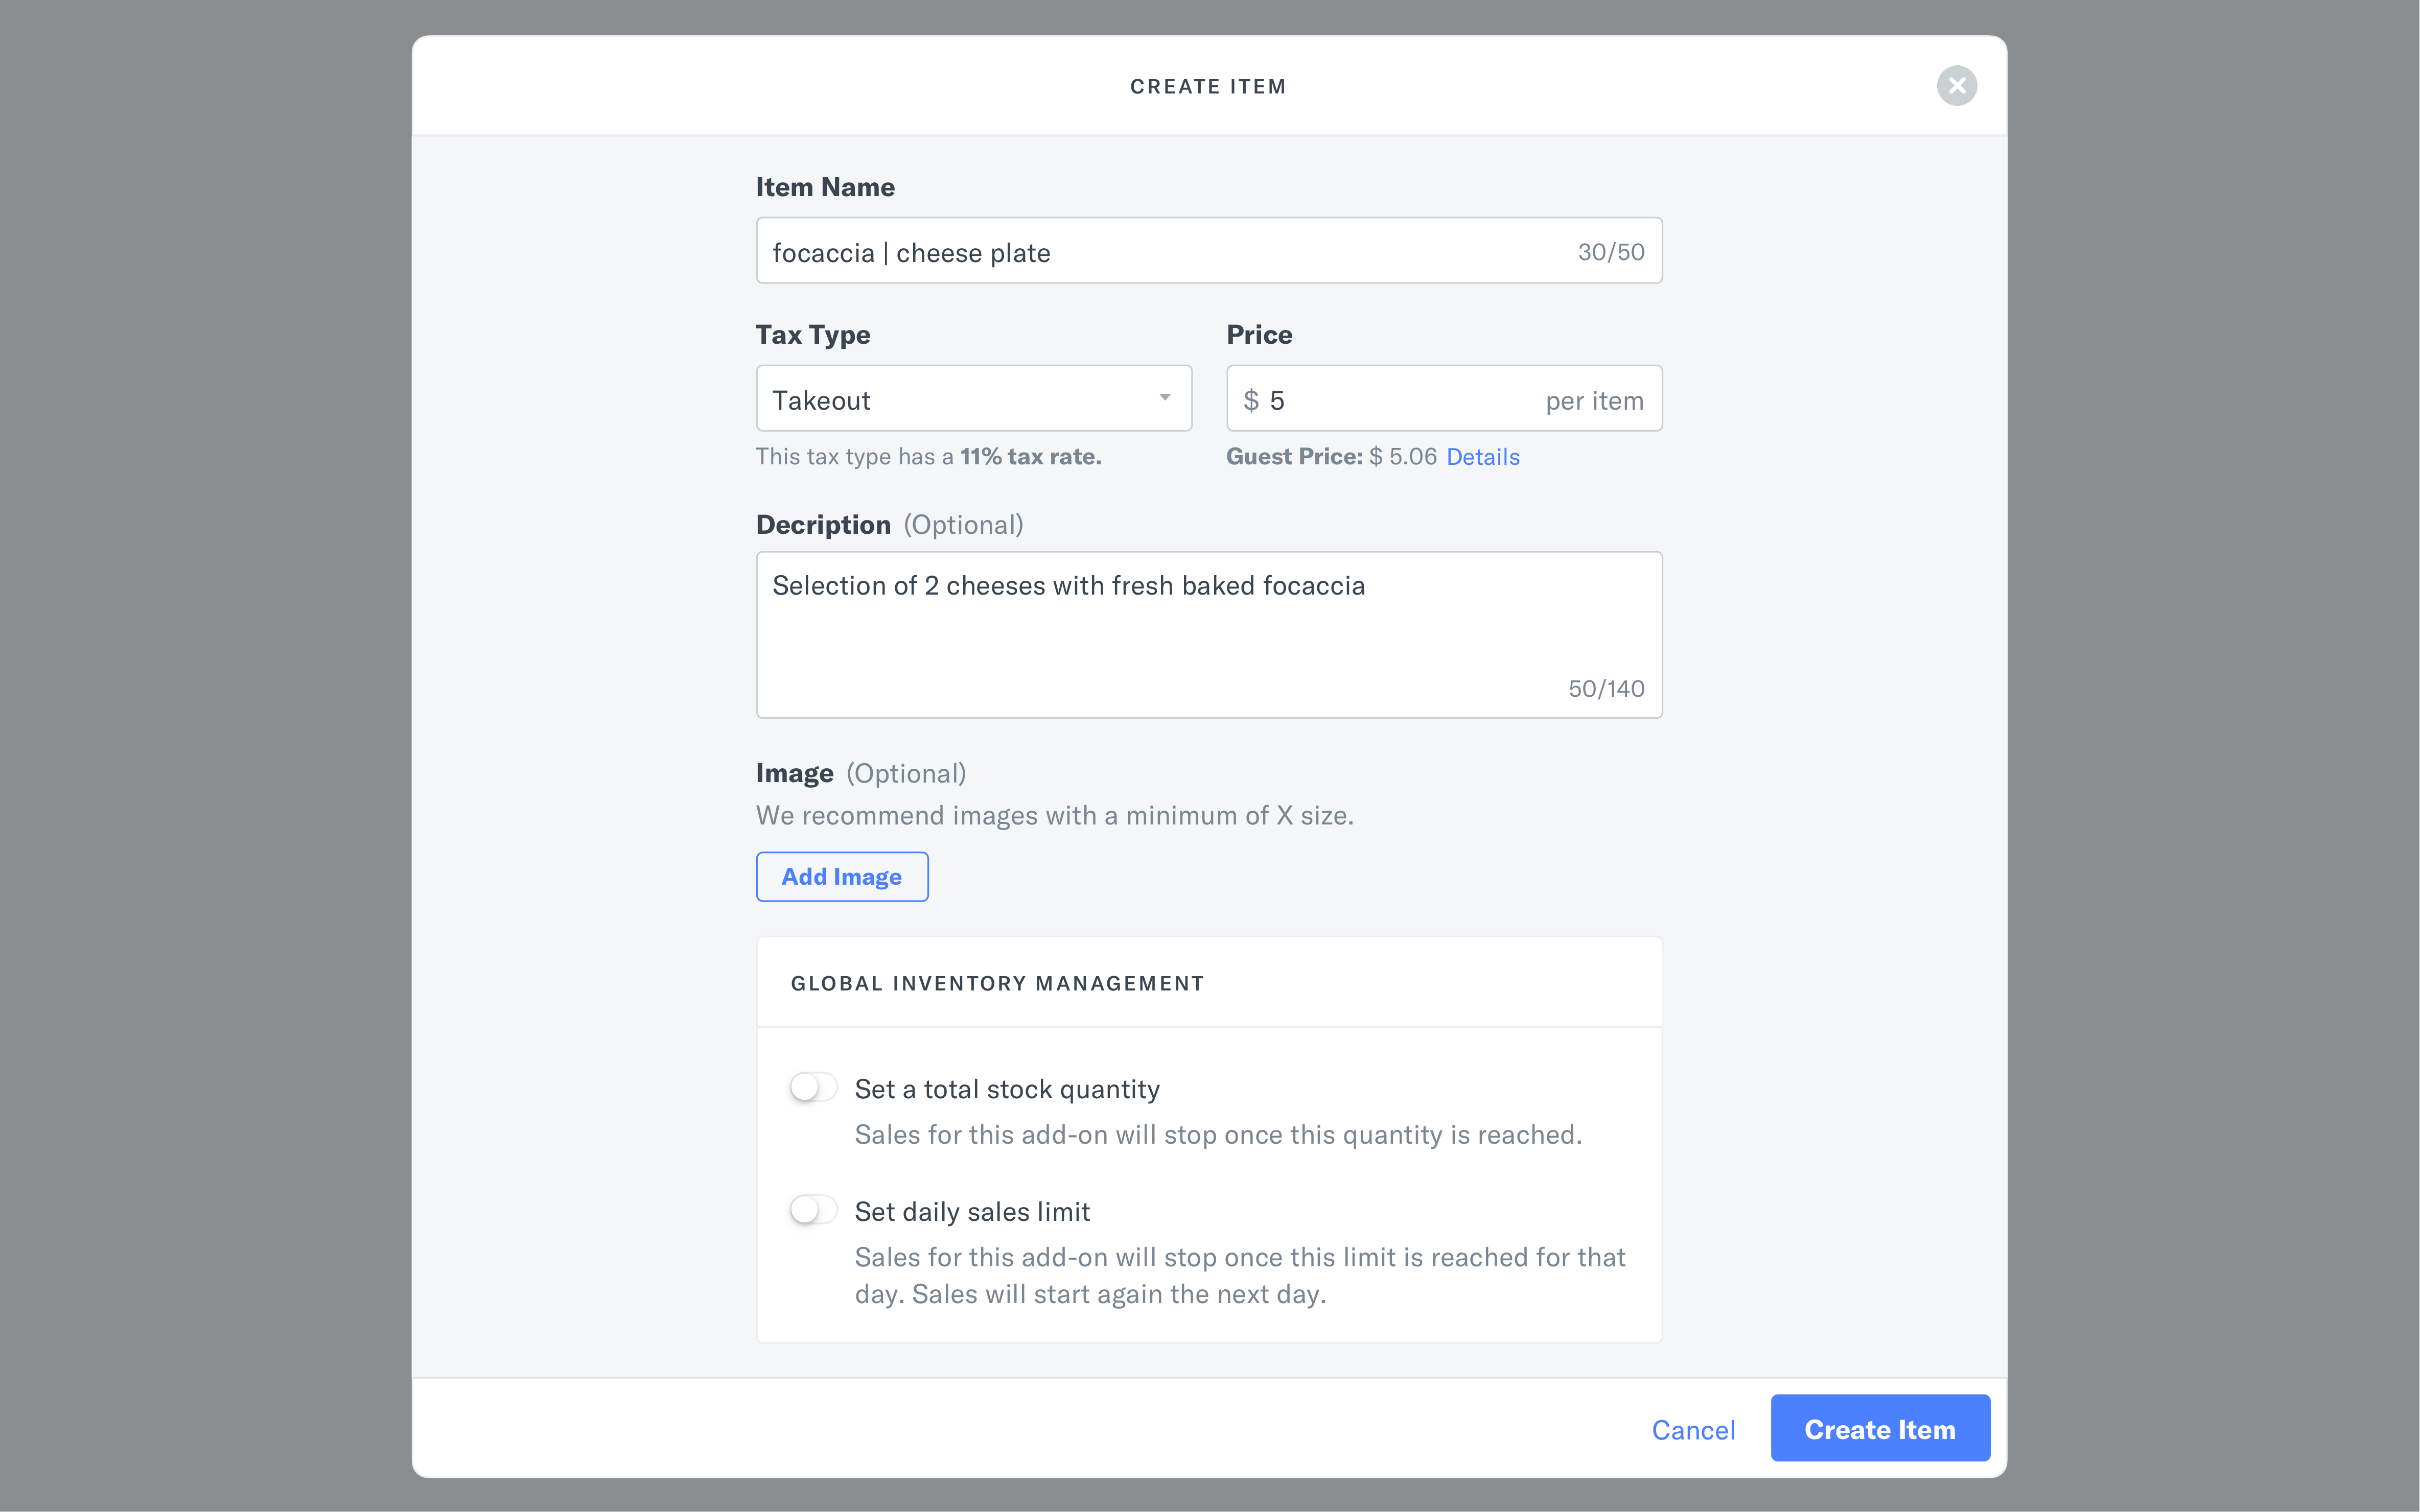 CREATE ITEM
Item Name
focaccia | cheese plate 30/50
Tax Type Price
Takeout $ 5 per item
This tax type has a 11% tax rate. Guest Price: $ 5.06 Details
Decription (Optional)
Selection of 2 cheeses with fresh baked focaccia
50/140
Image (Optional)
We recommend images with a minimum of X size.
Add Image
GLOBAL INVENTORY MANAGEMENT
Set a total stock quantity
Sales for this add-on will stop once this quantity is reached.
Set daily sales limit
Sales for this add-on will stop once this limit is reached for that
day. Sales will start again the next day.
Cancel Create Item